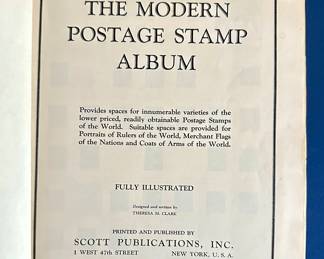 THE MODERN
POSTAGE STAMP
ALBUM
Provides spaces for innumerable varieties of the
lower priced, readily obtainable Postage Stamps
of the World. Suitable spaces are provided for
Portraits of Rulers of the World, Merchant Flags
of the Nations and Coats of Arms of the World.
FULLY ILLUSTRATED
Designed and written by
THERESA M. CLARK
PRINTED AND PUBLISHED BY
SCOTT PUBLICATIONS, INC.
1 WEST 47th STREET NEW YORK, U. S. A.